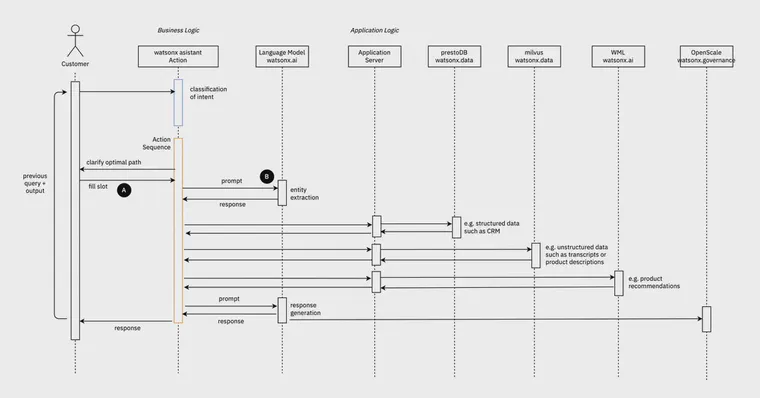 Business Logic
Application Logic
Customer
watsonx asistant
Action
Language Model
watsonx.ai
Application
Server
prestoDB
watsonx.data
milvus
watsonx.data
WML
watsonx.ai
OpenScale
watsonx.governance
classification
of intent
Action
Sequence
clarify optimal path
previous
query +
output
fill slot
A
prompt
B
response
entity
extraction
e.g. structured data
such as CRM
e.g. unstructured data
such as transcripts or
product descriptions
e.g. product
recommendations
prompt
response
generation
response
response